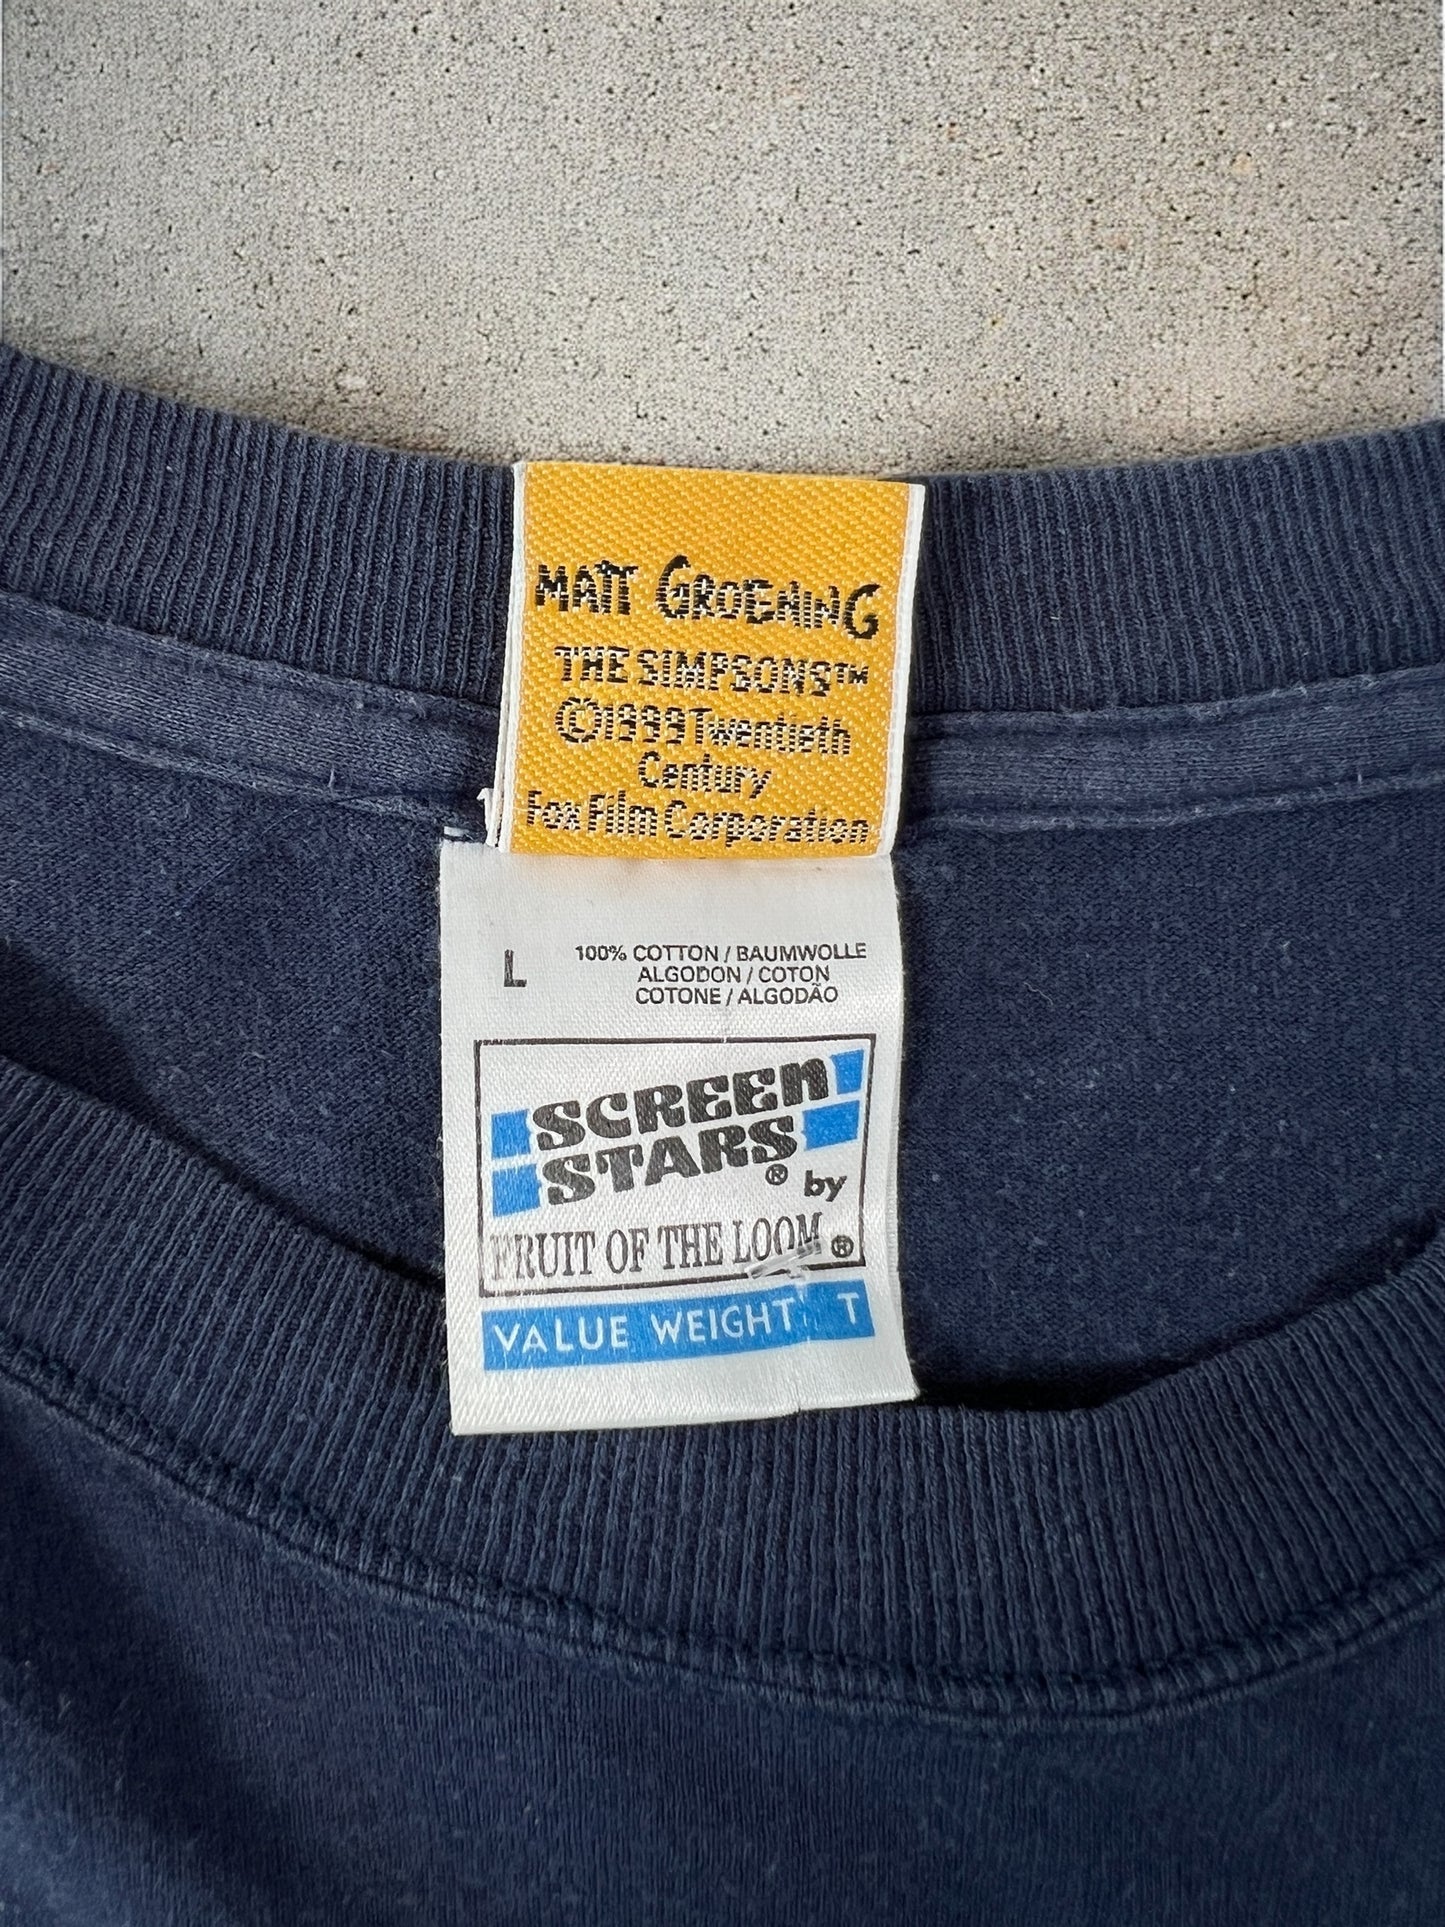 MATT GROENING
THE SIMPSONS™
©1999 Twentieth
Century
Fox Film Corporation
L
100% COTTON / BAUMWOLLE
ALGODON / COTON
COTONE / ALGODÃO
SCREEN
STARS® by
FRUIT OF THE LOOM®
VALUE WEIGHT T